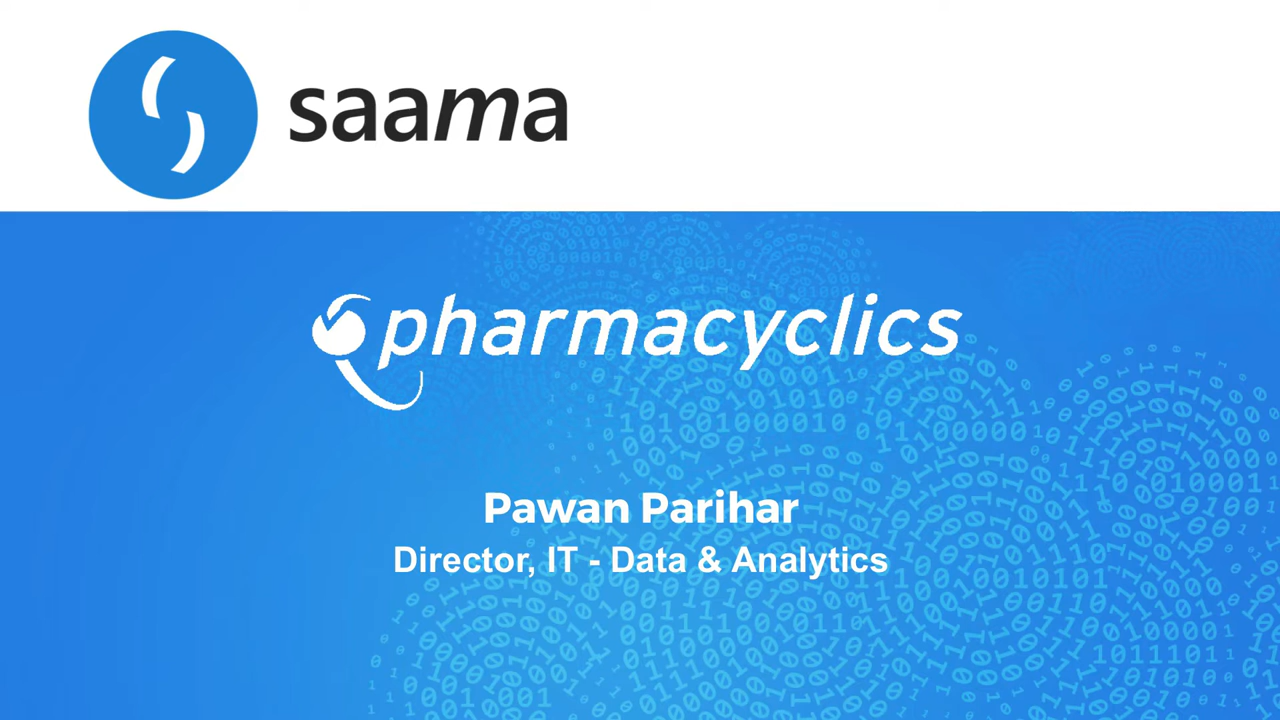 saama
pharmacyclics
Pawan Parihar
Director, IT - Data & Analytics